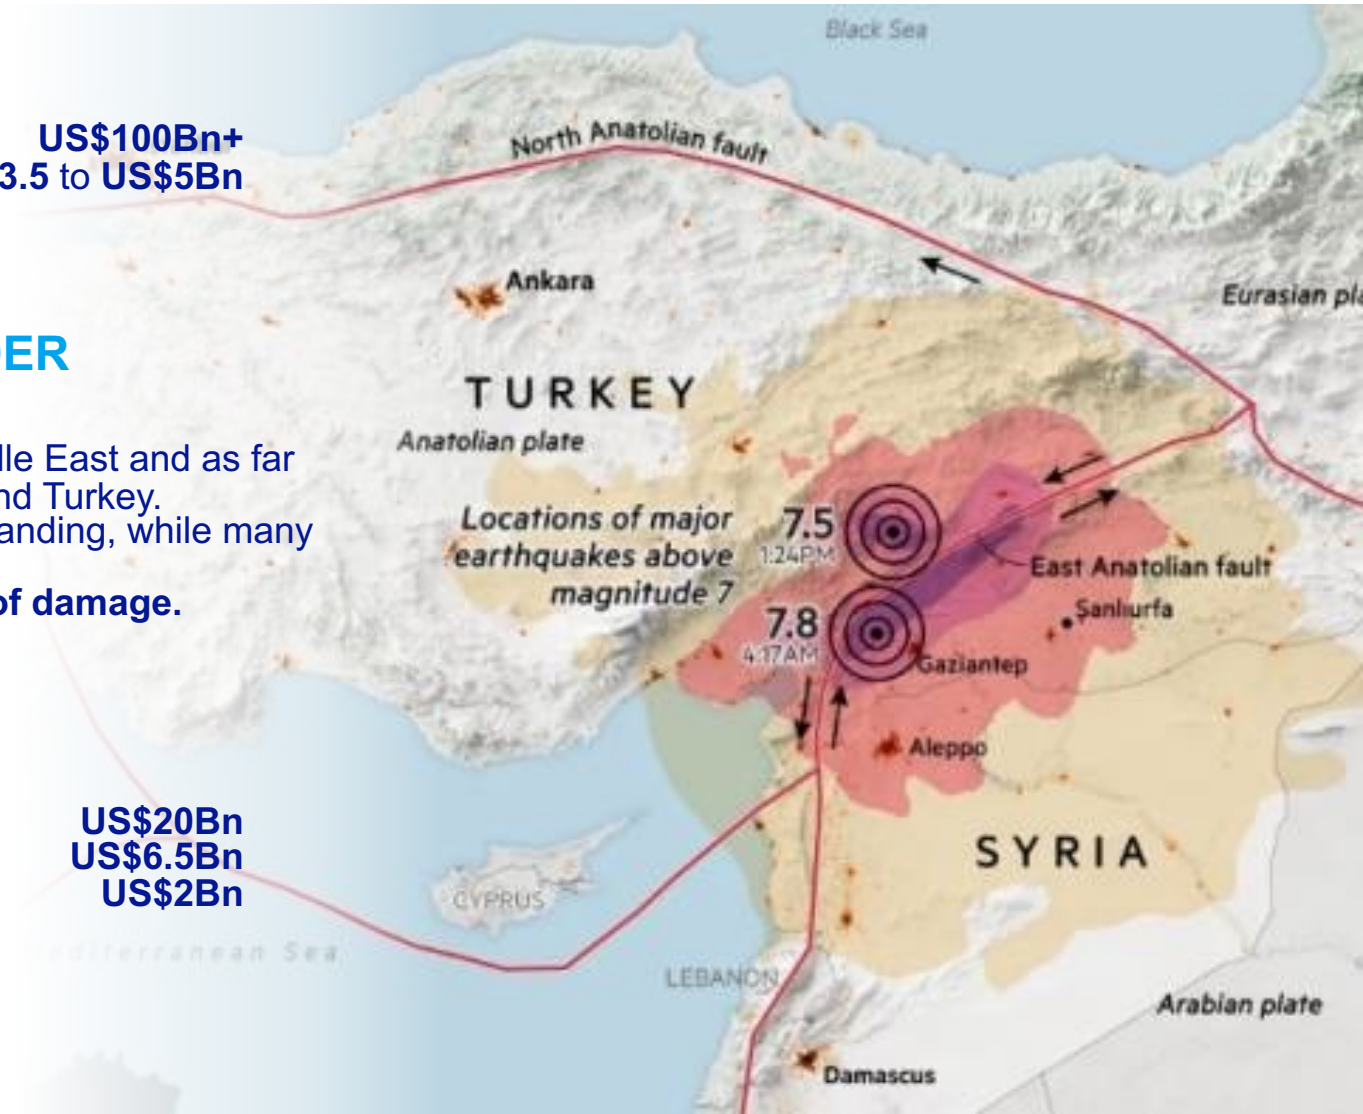 Black Sea
US$100Bn+
3.5 to US$5Bn
North Anatolian fault
Ankara
Eurasian pla
DER
TURKEY
Anatolian plate
lle East and as far
nd Turkey.
anding, while many
of damage.
Locations of major
earthquakes above
magnitude 7
7.5
1:24PM
East Anatolian fault
7.8
4:17AM
Şanlıurfa
Gaziantep
Aleppo
US$20Bn
US$6.5Bn
US$2Bn
SYRIA
CYPRUS
Mediterranean Sea
LEBANON
Arabian plate
Damascus